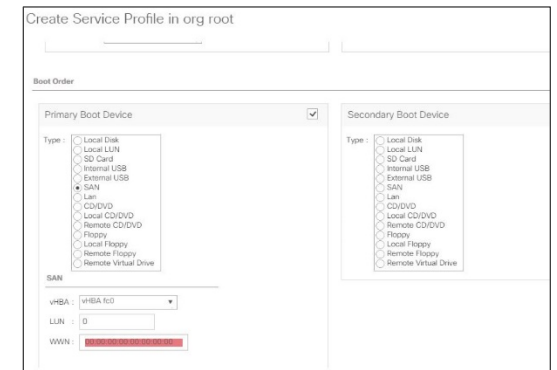 Create Service Profile in org root
Boot Order
Primary Boot Device
Type :
Local Disk
Local LUN
SD Card
Internal USB
External USB
SAN
Lan
CD/DVD
Local CD/DVD
Remote CD/DVD
Floppy
Local Floppy
Remote Floppy
Remote Virtual Drive
SAN
vHBA : vHBA fc0
LUN : 0
WWN : 00:00:00:00:00:00:00:00
Secondary Boot Device
Type :
Local Disk
Local LUN
SD Card
Internal USB
External USB
SAN
Lan
CD/DVD
Local CD/DVD
Remote CD/DVD
Floppy
Local Floppy
Remote Floppy
Remote Virtual Drive